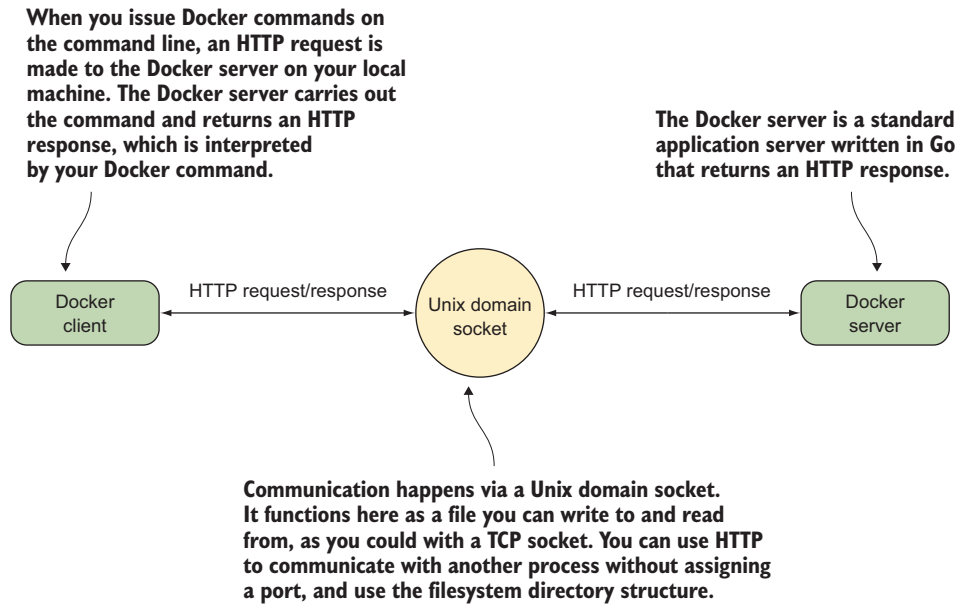 When you issue Docker commands on
the command line, an HTTP request is
made to the Docker server on your local
machine. The Docker server carries out
the command and returns an HTTP
response, which is interpreted
by your Docker command.
The Docker server is a standard
application server written in Go
that returns an HTTP response.
Docker
client
HTTP request/response
Unix domain
socket
HTTP request/response
Docker
server
Communication happens via a Unix domain socket.
It functions here as a file you can write to and read
from, as you could with a TCP socket. You can use HTTP
to communicate with another process without assigning
a port, and use the filesystem directory structure.